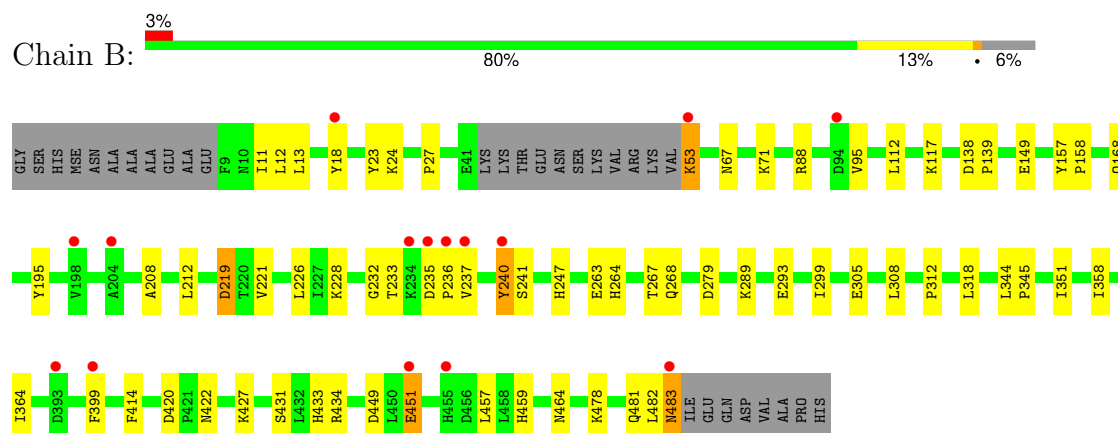 3%
Chain B:
80% 13% • 6%
GLY SER HIS MSE ASN ALA ALA ALA GLU ALA GLU F9 N10 I11 L12 L13 Y18 Y23 K24 P27 E41 LYS LYS THR GLU ASN SER LYS VAL ARG LYS VAL K53 N67 K71 R88 D94 V95 L112 K117 D138 P139 E149 Y157 P158 Q168
Y195 V198 A204 A208 L212 D219 T220 V221 L226 I227 K228 G232 T233 K234 D235 P236 V237 Y240 S241 H247 E263 H264 T267 Q268 D279 K289 E293 I299 E305 L308 P312 L318 L344 P345 I351 I358
I364 D393 F399 F414 D420 P421 N422 K427 S431 L432 H433 R434 D449 L450 E451 H455 D456 L457 L458 H459 N464 K478 Q481 L482 N483 ILE GLU GLN ASP VAL ALA PRO HIS